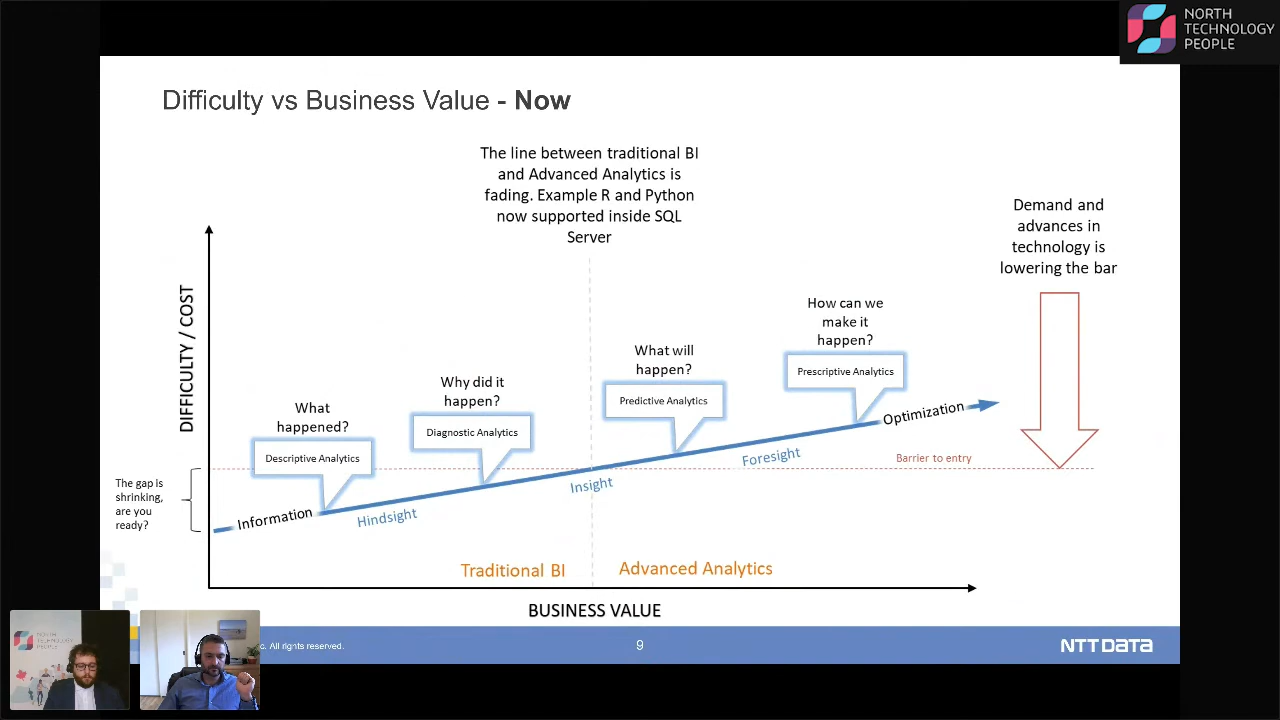 NORTH
TECHNOLOGY
PEOPLE
Difficulty vs Business Value - Now
The line between traditional BI
and Advanced Analytics is
fading. Example R and Python
now supported inside SQL
Server
Demand and
advances in
technology is
lowering the bar
DIFFICULTY / COST
How can we
make it
happen?
Prescriptive Analytics
What will
happen?
Predictive Analytics
Why did it
happen?
Diagnostic Analytics
What
happened?
Descriptive Analytics
Optimization
Foresight
Barrier to entry
Insight
The gap is
shrinking,
are you
ready?
Information
Hindsight
Traditional BI
Advanced Analytics
BUSINESS VALUE
c. All rights reserved.
9
NTT DATA
NORTH
TECHNOLOGY
PEOPLE